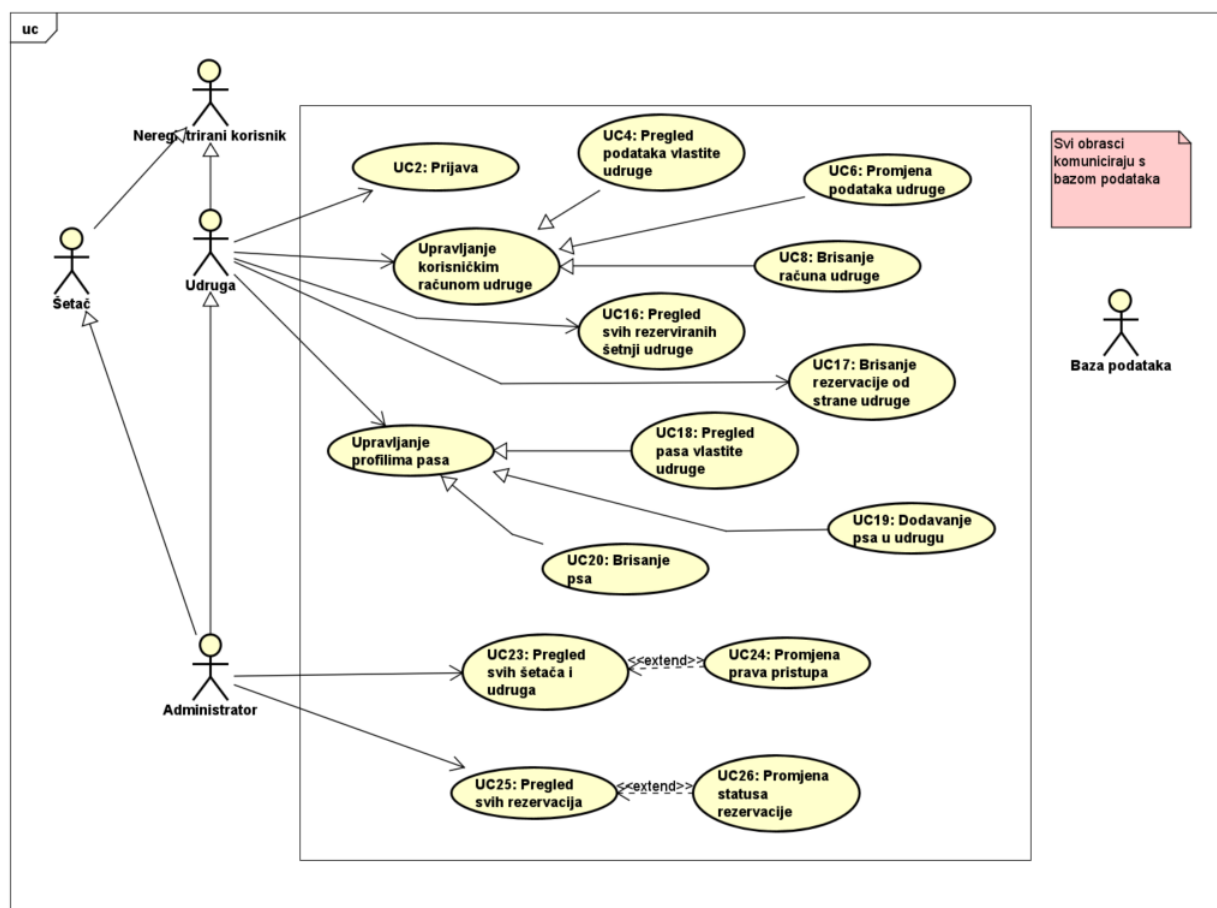 uc
Neregistrirani korisnik
Šetač
Udruga
Administrator
UC2: Prijava
UC4: Pregled
podataka vlastite
udruge
UC6: Promjena
podataka udruge
Upravljanje
korisničkim
računom udruge
UC8: Brisanje
računa udruge
UC16: Pregled
svih rezerviranih
šetnji udruge
UC17: Brisanje
rezervacije od
strane udruge
Upravljanje
profilima pasa
UC18: Pregled
pasa vlastite
udruge
UC19: Dodavanje
psa u udrugu
UC20: Brisanje
psa
UC23: Pregled
svih šetača i
udruga
<<extend>>
UC24: Promjena
prava pristupa
UC25: Pregled
svih rezervacija
<<extend>>
UC26: Promjena
statusa
rezervacije
Svi obrasci
komuniciraju s
bazom podataka
Baza podataka